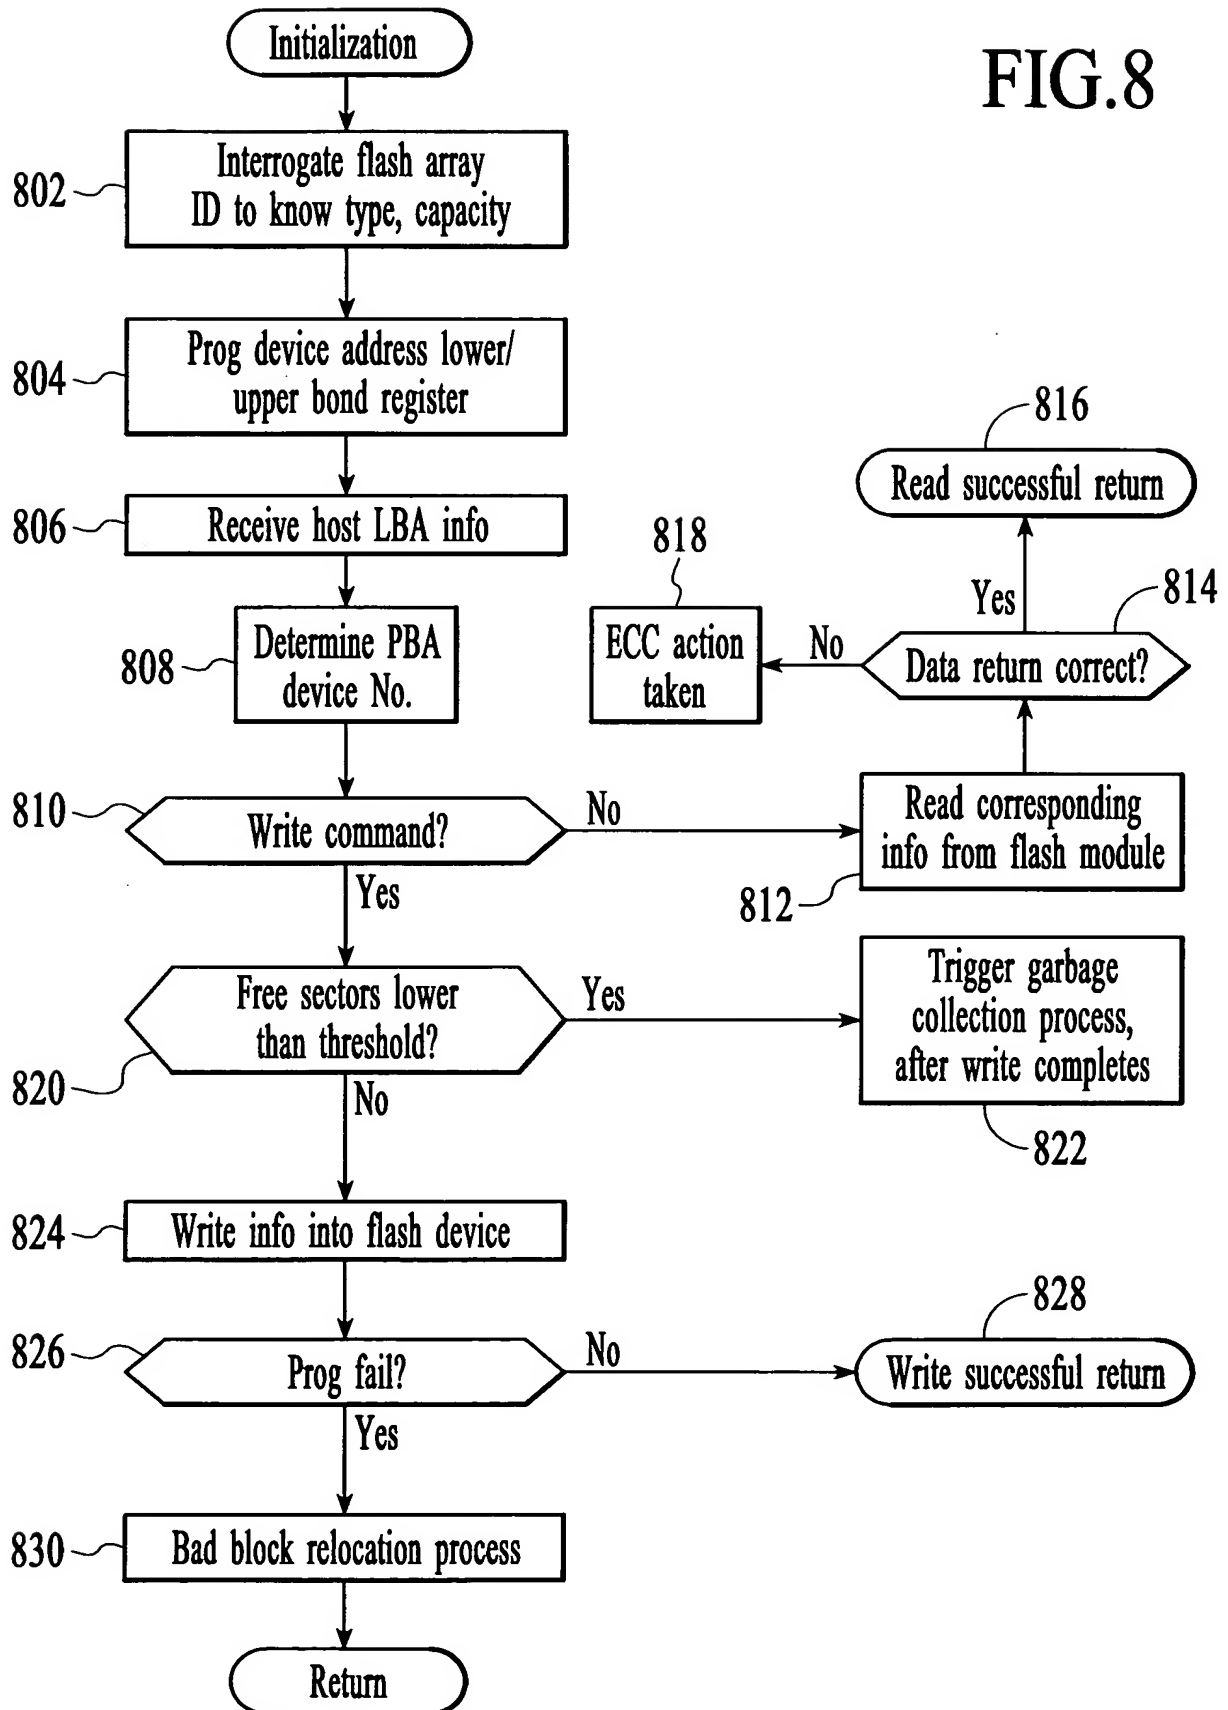 Initialization
FIG.8
802
Interrogate flash array
ID to know type, capacity
804
Prog device address lower/
upper bond register
806
Receive host LBA info
808
Determine PBA
device No.
810
Write command?
No
Yes
816
Read successful return
818
ECC action
taken
No
Yes
814
Data return correct?
812
Read corresponding
info from flash module
820
Free sectors lower
than threshold?
Yes
No
Trigger garbage
collection process,
after write completes
822
824
Write info into flash device
826
Prog fail?
No
Yes
828
Write successful return
830
Bad block relocation process
Return